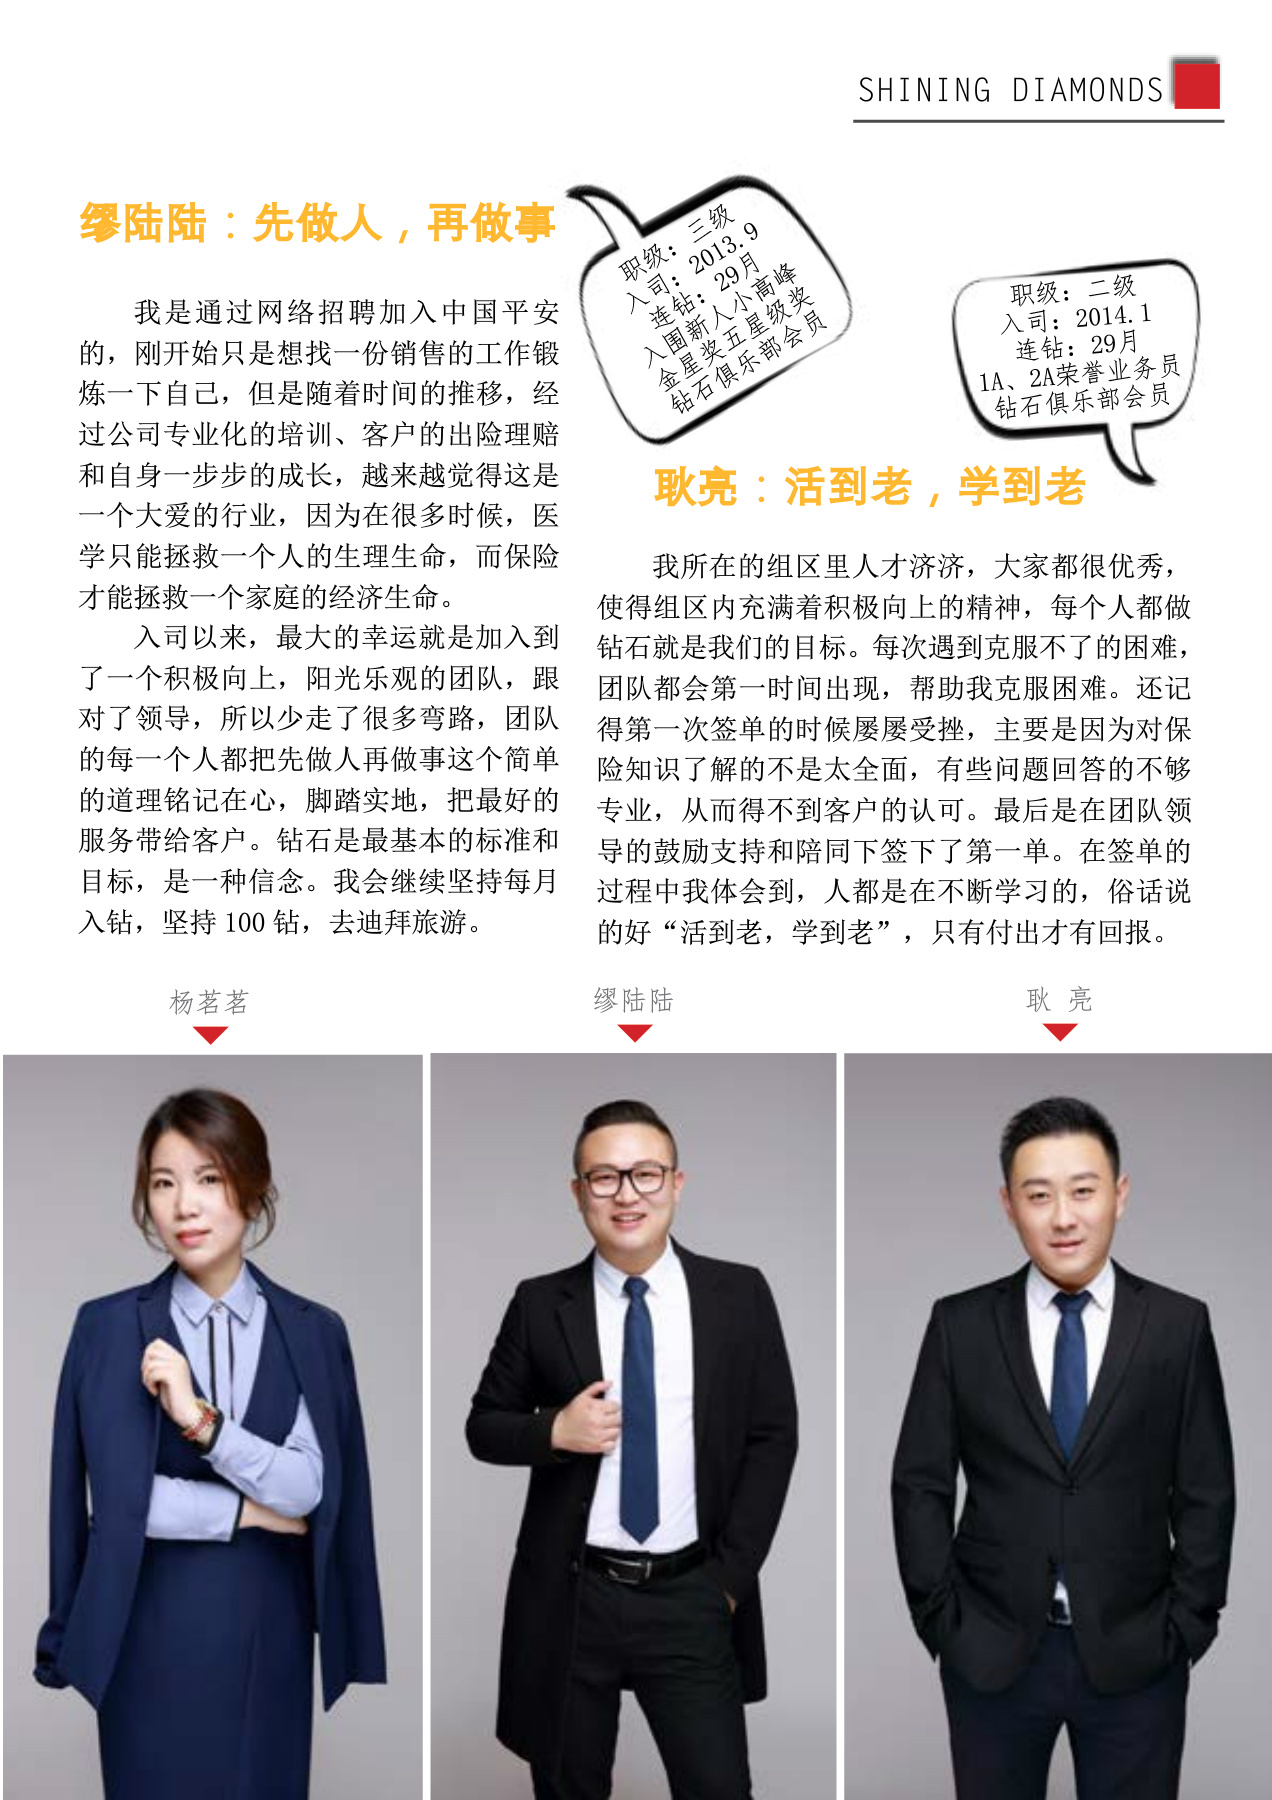 SHINING DIAMONDS
缪陆陆：先做人，再做事
职级：三级
入司：2013.9
连钻：29月
入围新人小高峰
金星奖五星级奖
钻石俱乐部会员
我是通过网络招聘加入中国平安
的，刚开始只是想找一份销售的工作锻
炼一下自己，但是随着时间的推移，经
过公司专业化的培训、客户的出险理赔
和自身一步步的成长，越来越觉得这是
一个大爱的行业，因为在很多时候，医
学只能拯救一个人的生理生命，而保险
才能拯救一个家庭的经济生命。
入司以来，最大的幸运就是加入到
了一个积极向上，阳光乐观的团队，跟
对了领导，所以少走了很多弯路，团队
的每一个人都把先做人再做事这个简单
的道理铭记在心，脚踏实地，把最好的
服务带给客户。钻石是最基本的标准和
目标，是一种信念。我会继续坚持每月
入钻，坚持 100 钻，去迪拜旅游。
职级：二级
入司：2014.1
连钻：29月
1A、2A荣誉业务员
钻石俱乐部会员
耿亮：活到老，学到老
我所在的组区里人才济济，大家都很优秀，
使得组区内充满着积极向上的精神，每个人都做
钻石就是我们的目标。每次遇到克服不了的困难，
团队都会第一时间出现，帮助我克服困难。还记
得第一次签单的时候屡屡受挫，主要是因为对保
险知识了解的不是太全面，有些问题回答的不够
专业，从而得不到客户的认可。最后是在团队领
导的鼓励支持和陪同下签下了第一单。在签单的
过程中我体会到，人都是在不断学习的，俗话说
的好“活到老，学到老”，只有付出才有回报。
杨茗茗
缪陆陆
耿 亮